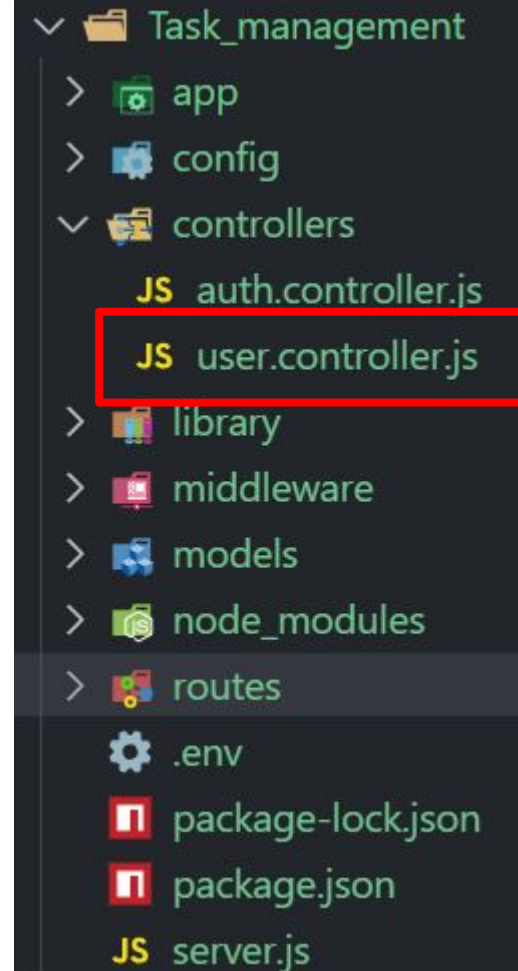 Task_management
app
config
controllers
JS auth.controller.js
JS user.controller.js
library
middleware
models
node_modules
routes
.env
package-lock.json
package.json
JS server.js